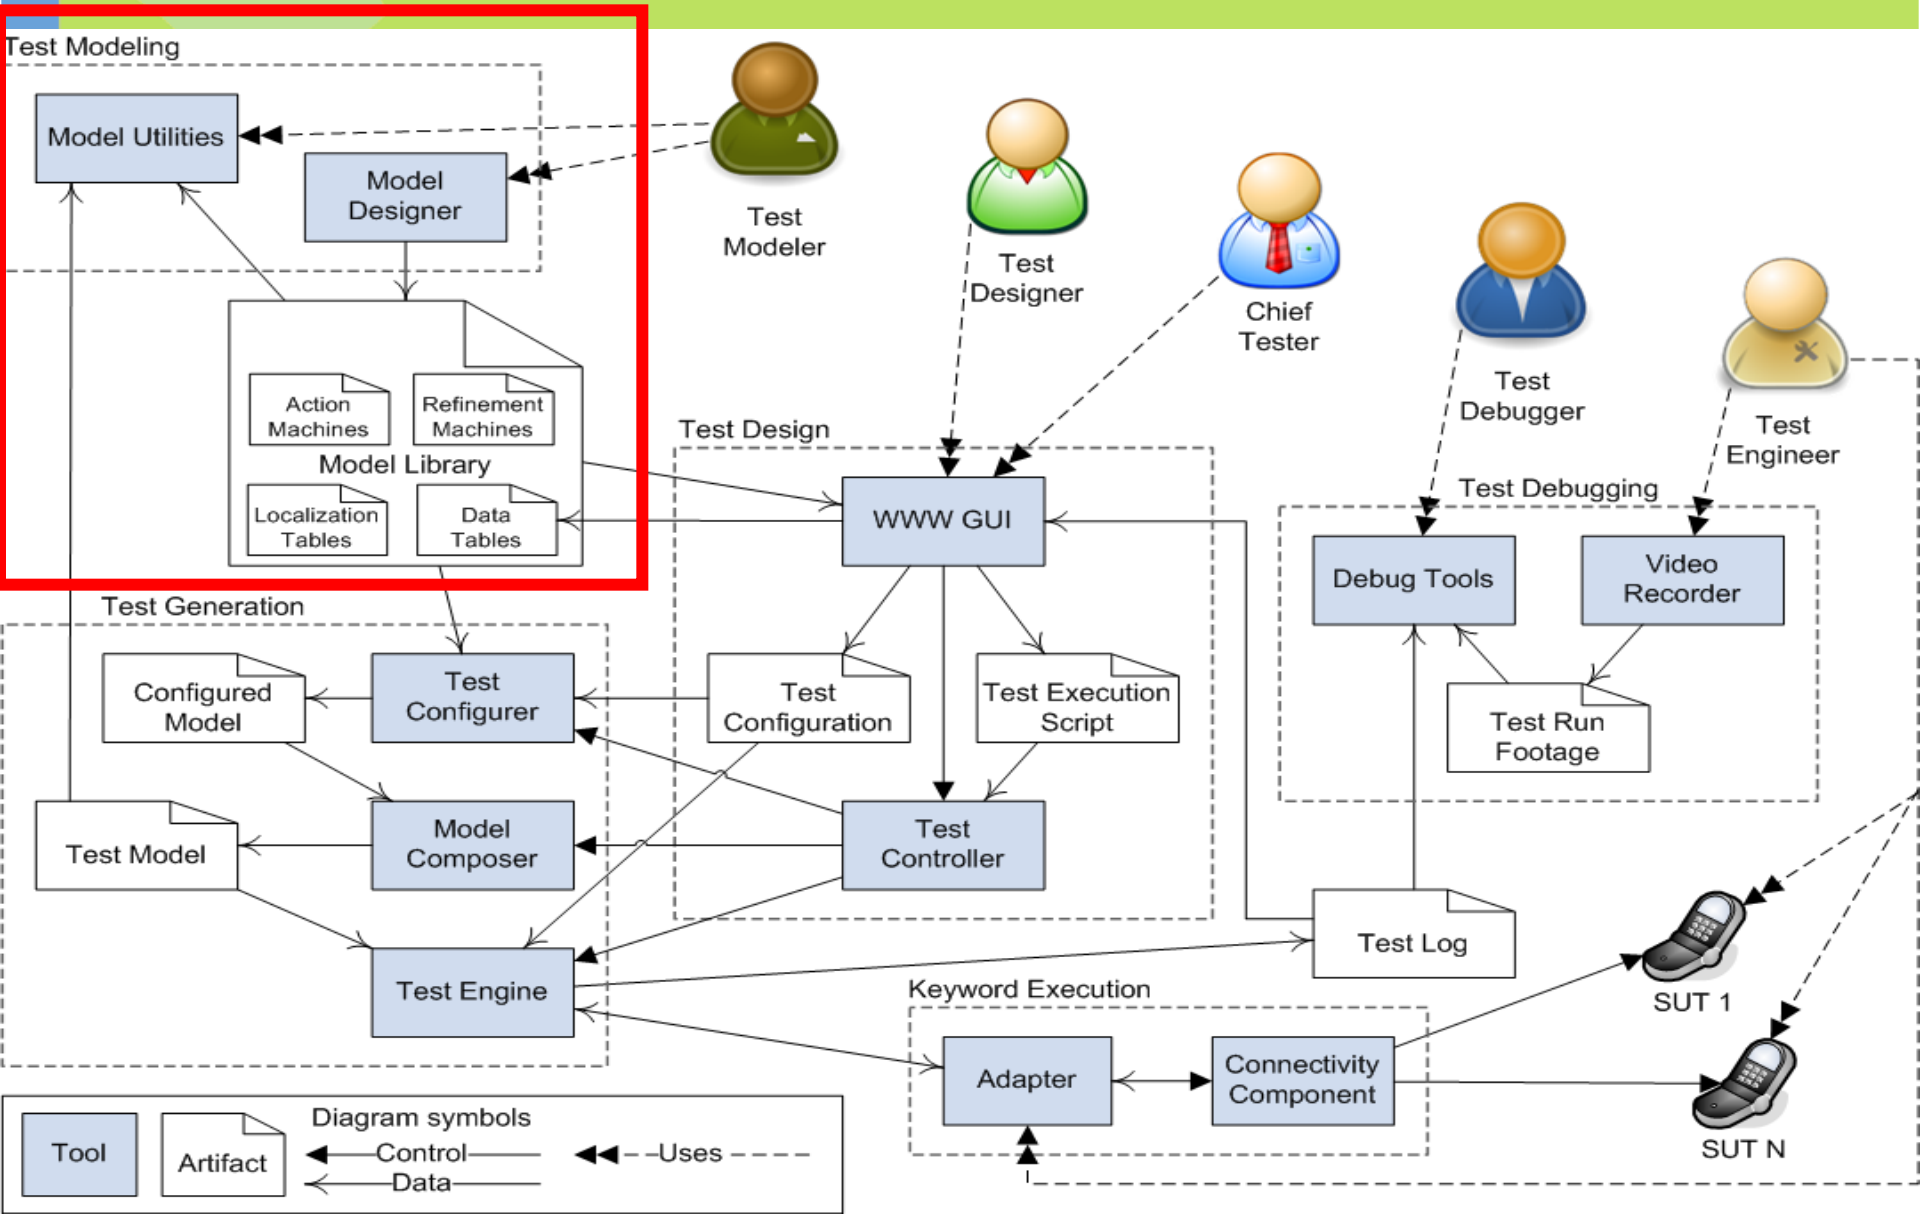 Test Modeling
Model Utilities
Model
Designer
Test
Modeler
Test
Designer
Chief
Tester
Test
Debugger
Test
Engineer
Action
Machines
Refinement
Machines
Model Library
Localization
Tables
Data
Tables
Test Design
WWW GUI
Test
Configuration
Test Execution
Script
Test
Controller
Test Debugging
Debug Tools
Video
Recorder
Test Run
Footage
Test Generation
Configured
Model
Test
Configurer
Test Model
Model
Composer
Test Engine
Test Log
Keyword Execution
Adapter
Connectivity
Component
SUT 1
SUT N
Diagram symbols
Tool
Artifact
Control
Data
Uses